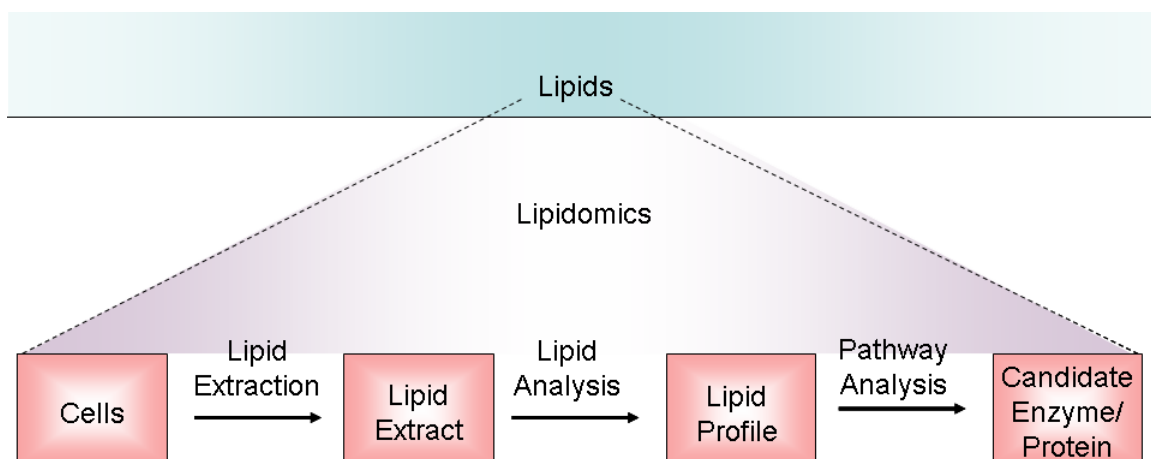 Lipids
Lipidomics
Cells
Lipid
Extraction
Lipid
Extract
Lipid
Analysis
Lipid
Profile
Pathway
Analysis
Candidate
Enzyme/
Protein